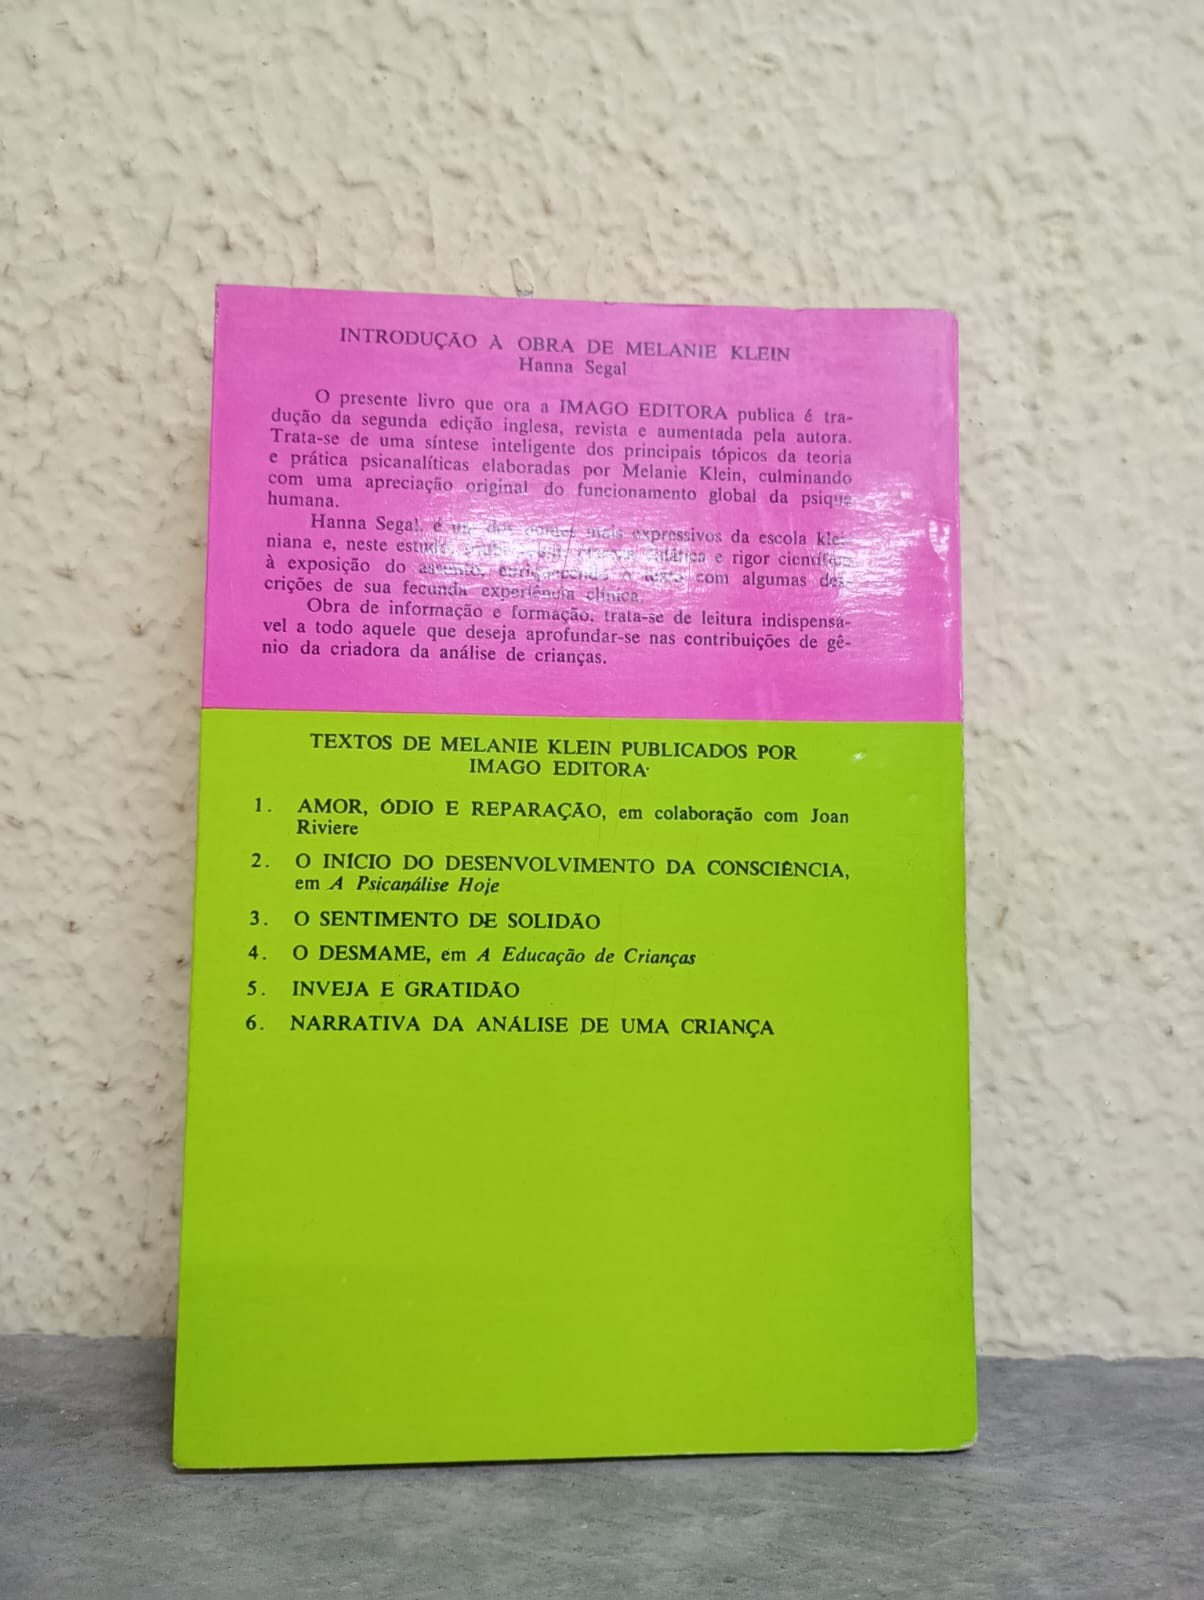 INTRODUÇÃO À OBRA DE MELANIE KLEIN
Hanna Segal
O presente livro que ora a IMAGO EDITORA publica é tra-
dução da segunda edição inglesa, revista e aumentada pela autora.
Trata-se de uma síntese inteligente dos principais tópicos da teoria
e prática psicanalíticas elaboradas por Melanie Klein, culminando
com uma apreciação original do funcionamento global da psique
humana.
Hanna Segal, é um dos mais expressivos da escola klei-
niana e, neste estudo, didática e rigor científico
à exposição do assunto, enriquecendo o texto com algumas des-
crições de sua fecunda experiência clínica.
Obra de informação e formação, trata-se de leitura indispensá-
vel a todo aquele que deseja aprofundar-se nas contribuições de gê-
nio da criadora da análise de crianças.
TEXTOS DE MELANIE KLEIN PUBLICADOS POR
IMAGO EDITORA
1. AMOR, ÓDIO E REPARAÇÃO, em colaboração com Joan
Riviere
2. O INÍCIO DO DESENVOLVIMENTO DA CONSCIÊNCIA,
em A Psicanálise Hoje
3. O SENTIMENTO DE SOLIDÃO
4. O DESMAME, em A Educação de Crianças
5. INVEJA E GRATIDÃO
6. NARRATIVA DA ANÁLISE DE UMA CRIANÇA